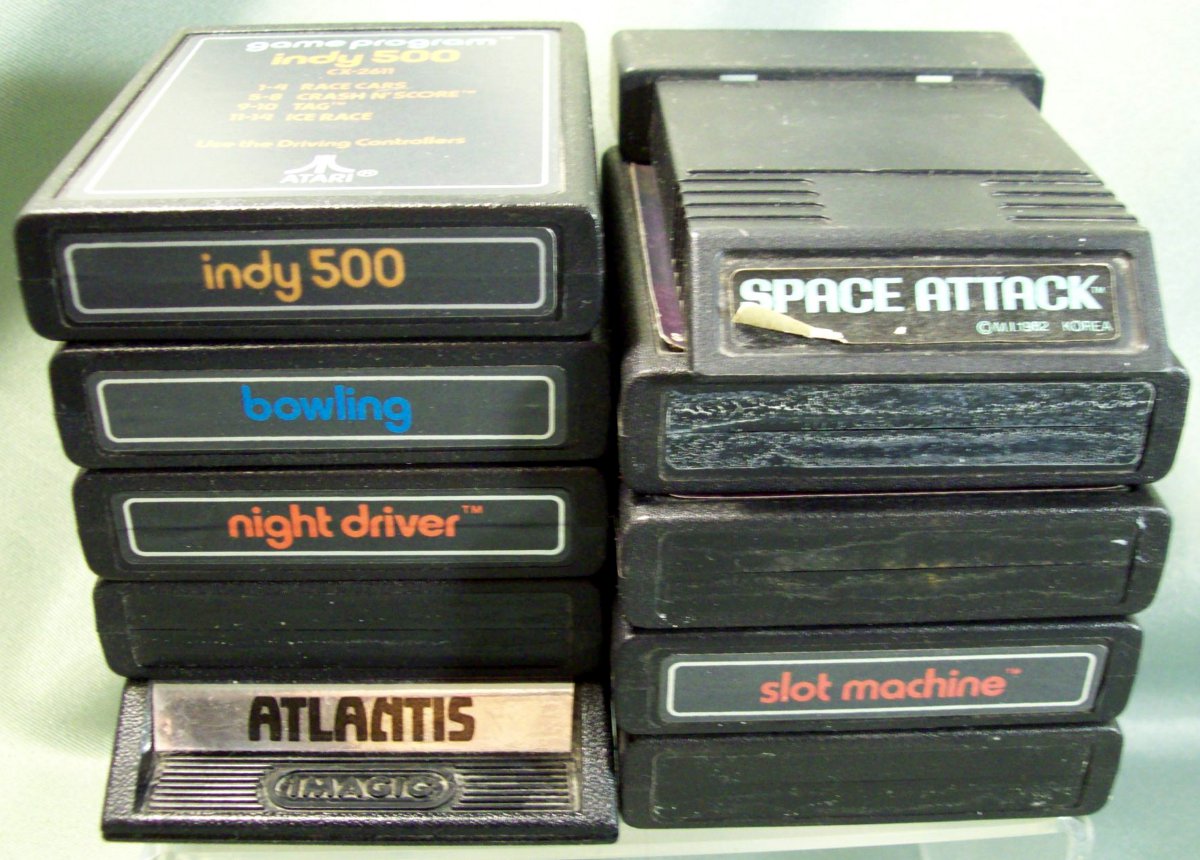 game program™
indy 500
CX-2611
1-4 RACE CARS
5-8 CRASH N' SCORE™
9-10 TAG™
11-14 ICE RACE
Use the Driving Controllers
ATARI®
indy 500
bowling
night driver™
ATLANTIS
IMAGIC
SPACE ATTACK™
© M.I. 1982 KOREA
slot machine™